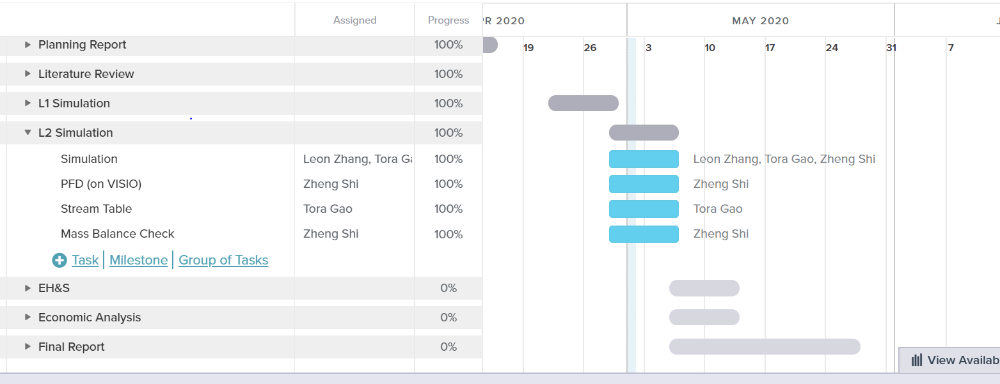 Assigned Progress PR 2020 MAY 2020
Planning Report 100% 19 26 3 10 17 24 31 7
Literature Review 100%
L1 Simulation 100%
L2 Simulation 100%
Simulation Leon Zhang, Tora Ga 100% Leon Zhang, Tora Gao, Zheng Shi
PFD (on VISIO) Zheng Shi 100% Zheng Shi
Stream Table Tora Gao 100% Tora Gao
Mass Balance Check Zheng Shi 100% Zheng Shi
Task Milestone Group of Tasks
EH&S 0%
Economic Analysis 0%
Final Report 0%
View Availab